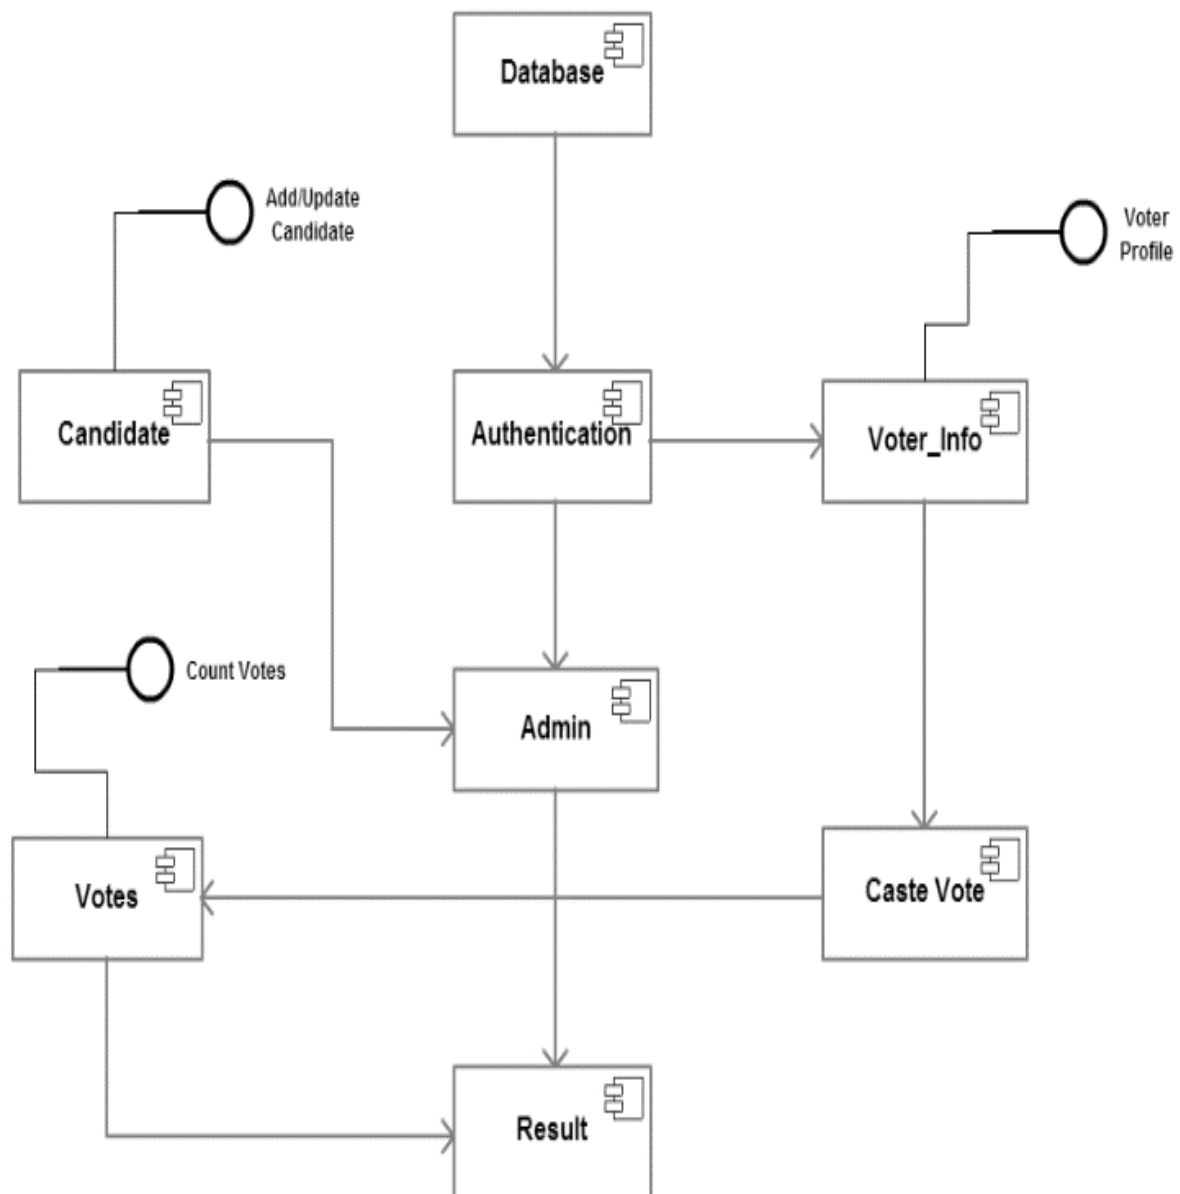 Database
Add/Update
Candidate
Voter
Profile
Candidate
Authentication
Voter_Info
Count Votes
Admin
Votes
Caste Vote
Result